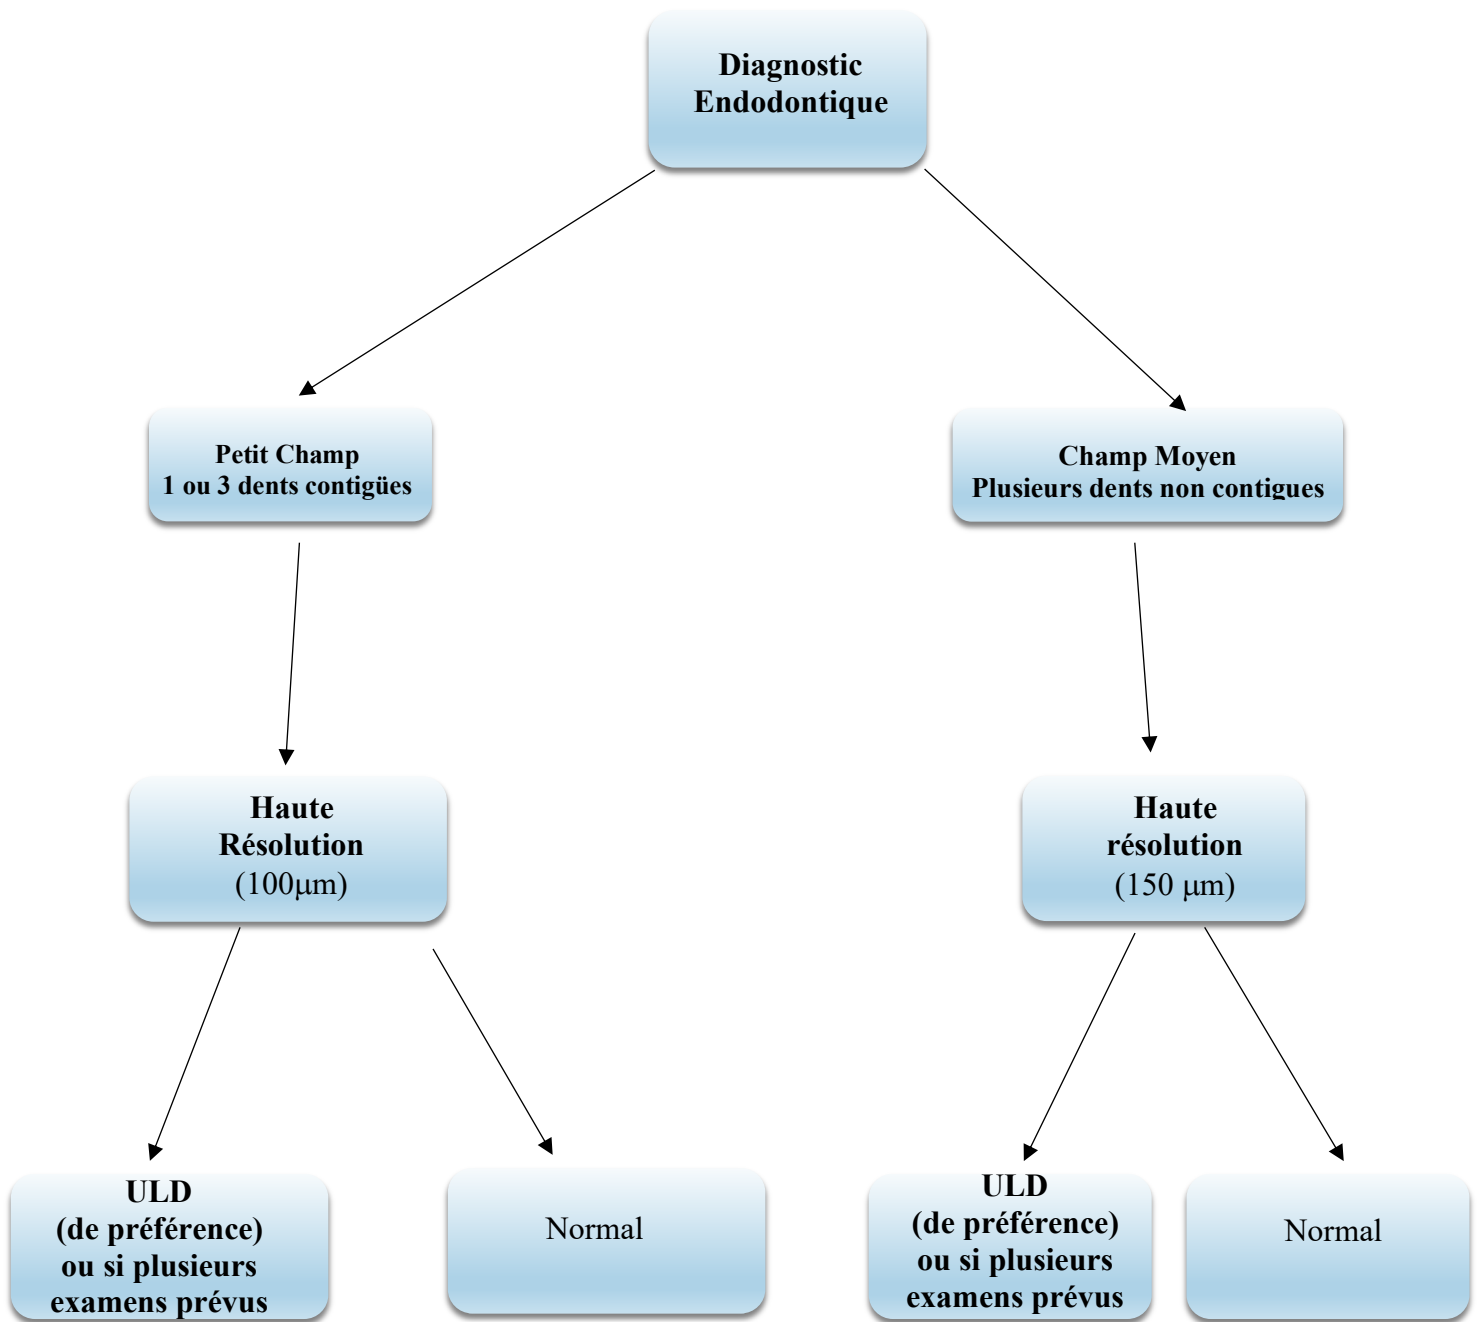 Diagnostic
Endodontique
Petit Champ
1 ou 3 dents contigües
Champ Moyen
Plusieurs dents non contigues
Haute
Résolution
(100μm)
Haute
résolution
(150 μm)
ULD
(de préférence)
ou si plusieurs
examens prévus
Normal
ULD
(de préférence)
ou si plusieurs
examens prévus
Normal